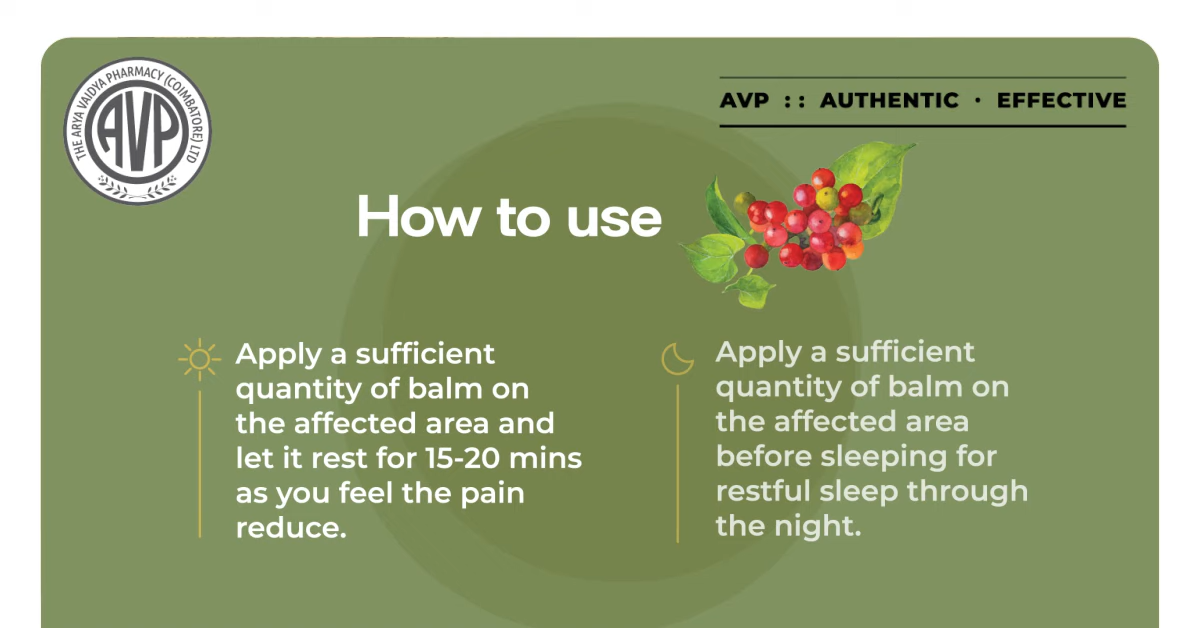 THE ARYA VAIDYA PHARMACY (COIMBATORE) LTD
AVP
AVP :: AUTHENTIC · EFFECTIVE
How to use
Apply a sufficient
quantity of balm on
the affected area and
let it rest for 15-20 mins
as you feel the pain
reduce.
Apply a sufficient
quantity of balm on
the affected area
before sleeping for
restful sleep through
the night.